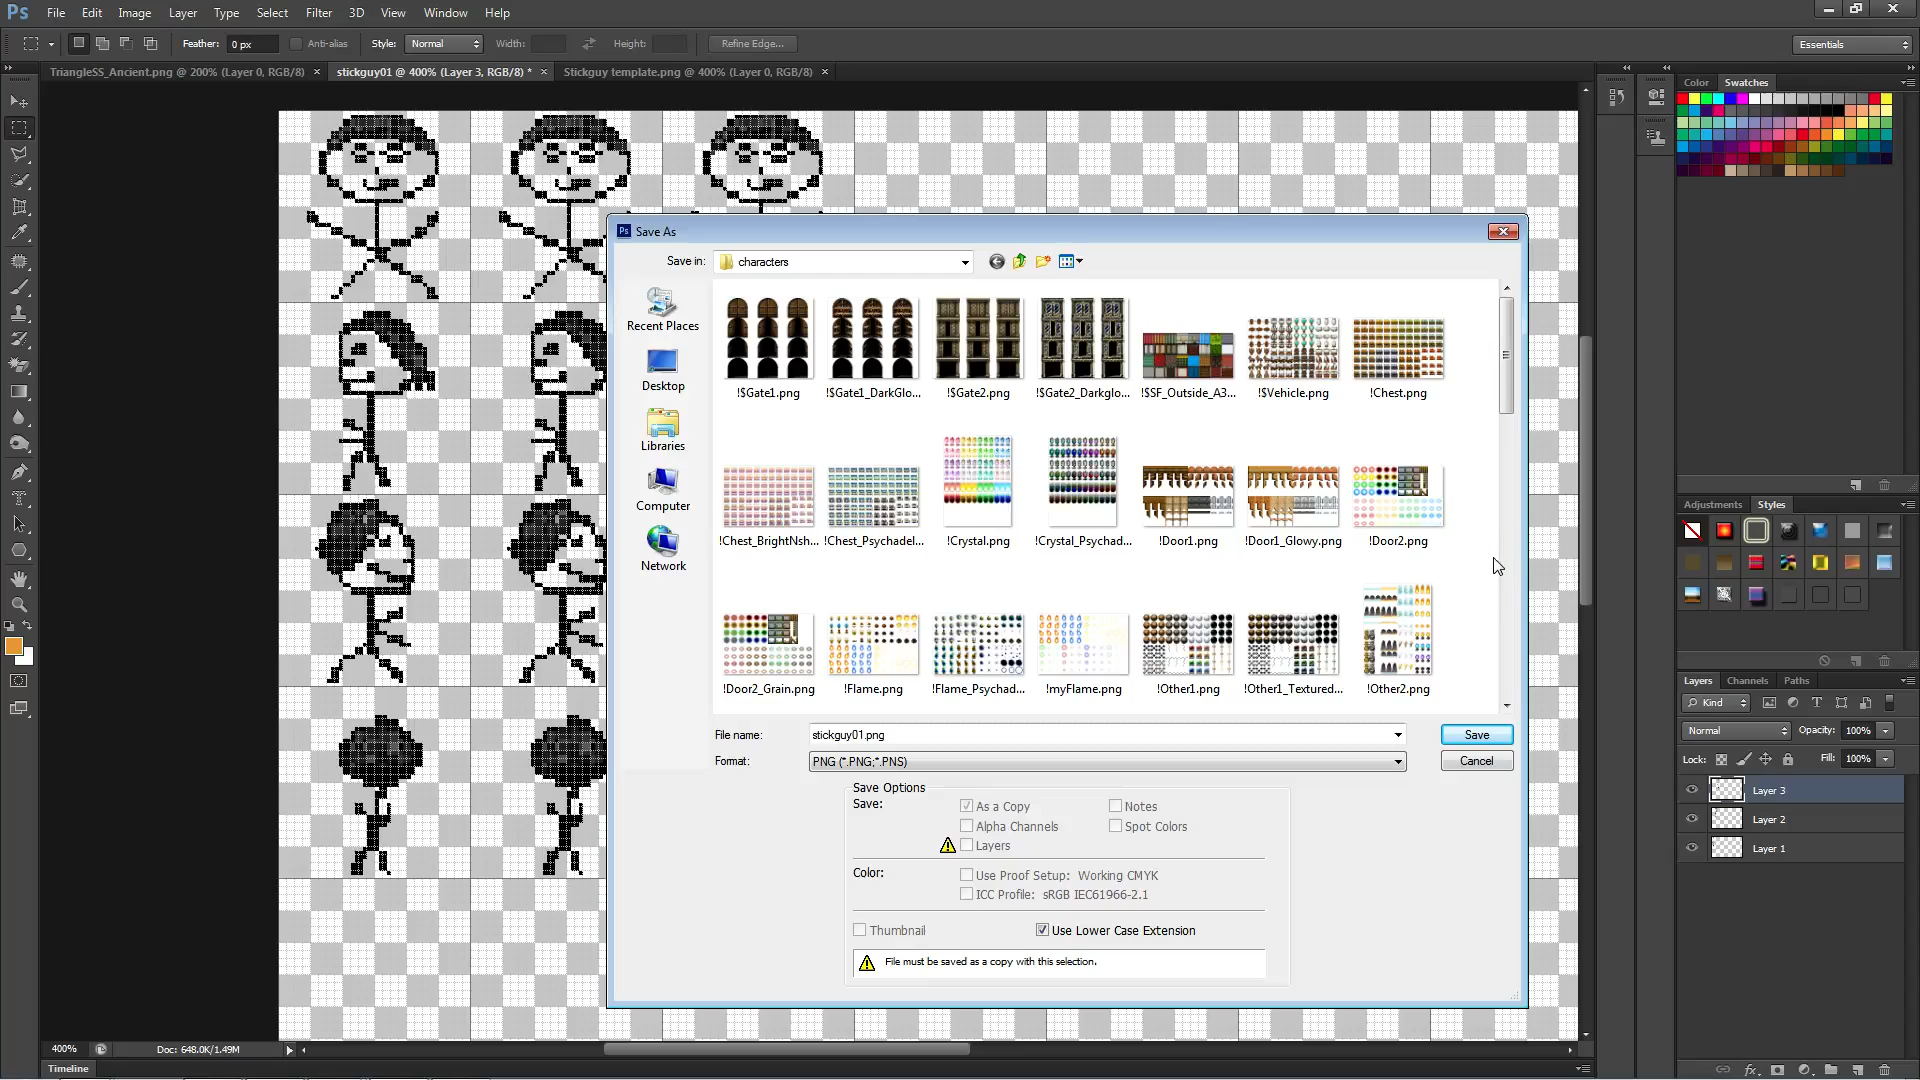 Ps File Edit Image Layer Type Select Filter 3D View Window Help
Feather: 0 px Anti-alias Style: Normal Width: Height: Refine Edge... Essentials
TriangleSS_Ancient.png @ 200% (Layer 0, RGB/8) × stickguy01 @ 400% (Layer 3, RGB/8) * × Stickguy template.png @ 400% (Layer 0, RGB/8) ×
Color Swatches
Ps Save As
Save in: characters
Recent Places
Desktop
Libraries
Computer
Network
!$Gate1.png !$Gate1_DarkGlo... !$Gate2.png !$Gate2_Darkglo... !$SF_Outside_A3... !$Vehicle.png !Chest.png
!Chest_BrightNsh... !Chest_Psychadel... !Crystal.png !Crystal_Psychad... !Door1.png !Door1_Glowy.png !Door2.png
!Door2_Grain.png !Flame.png !Flame_Psychad... !myFlame.png !Other1.png !Other1_Textured... !Other2.png
File name: stickguy01.png Save
Format: PNG (*.PNG;*.PNS) Cancel
Save Options
Save: As a Copy Notes
Alpha Channels Spot Colors
Layers
Color: Use Proof Setup: Working CMYK
ICC Profile: sRGB IEC61966-2.1
Thumbnail Use Lower Case Extension
File must be saved as a copy with this selection.
Adjustments Styles
Layers Channels Paths
Kind
Normal Opacity: 100%
Lock: Fill: 100%
Layer 3
Layer 2
Layer 1
400% Doc: 648.0K/1.49M
Timeline